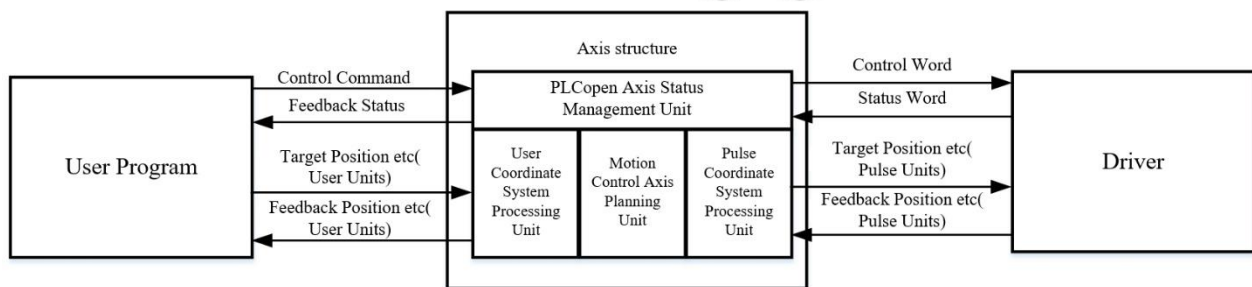 Axis structure
Control Command
Feedback Status
PLCopen Axis Status
Management Unit
Control Word
Status Word
User Program
Target Position etc(
User Units)
Feedback Position etc(
User Units)
User
Coordinate
System
Processing
Unit
Motion
Control Axis
Planning
Unit
Pulse
Coordinate
System
Processing
Unit
Target Position etc(
Pulse Units)
Feedback Position etc(
Pulse Units)
Driver